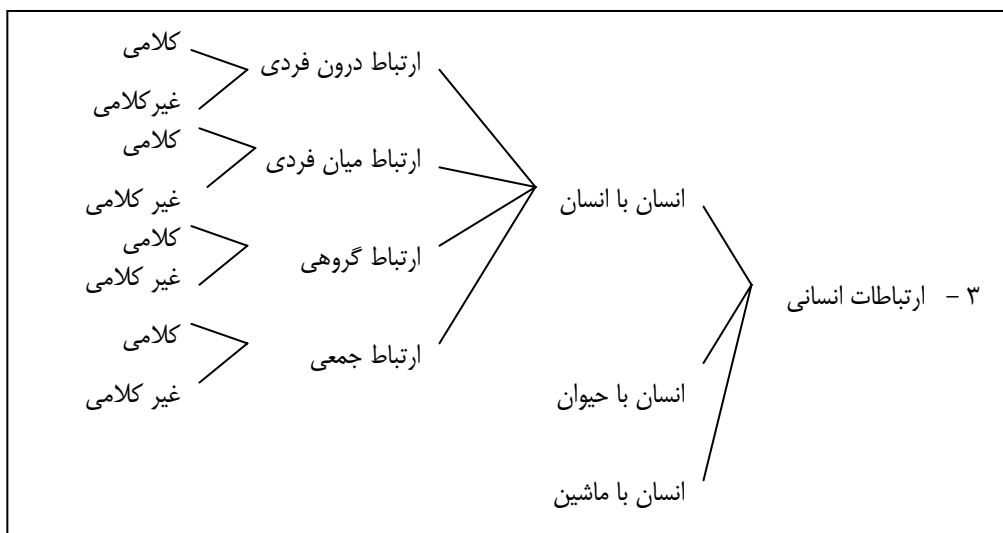 ۳ – ارتباطات انسانی
انسان با انسان
ارتباط درون فردی
کلامی
غیرکلامی
ارتباط میان فردی
کلامی
غیر کلامی
ارتباط گروهی
کلامی
غیر کلامی
ارتباط جمعی
کلامی
غیر کلامی
انسان با حیوان
انسان با ماشین